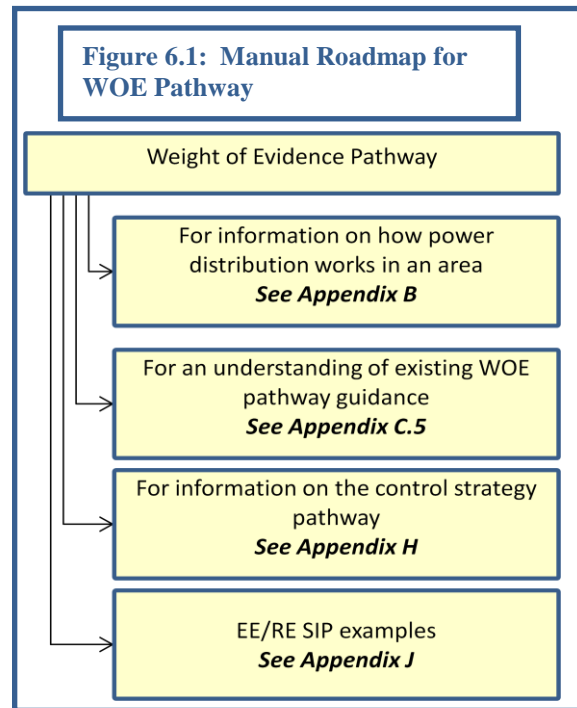 Figure 6.1:  Manual Roadmap for
WOE Pathway
Weight of Evidence Pathway
For information on how power
distribution works in an area
See Appendix B
For an understanding of existing WOE
pathway guidance
See Appendix C.5
For information on the control strategy
pathway
See Appendix H
EE/RE SIP examples
See Appendix J